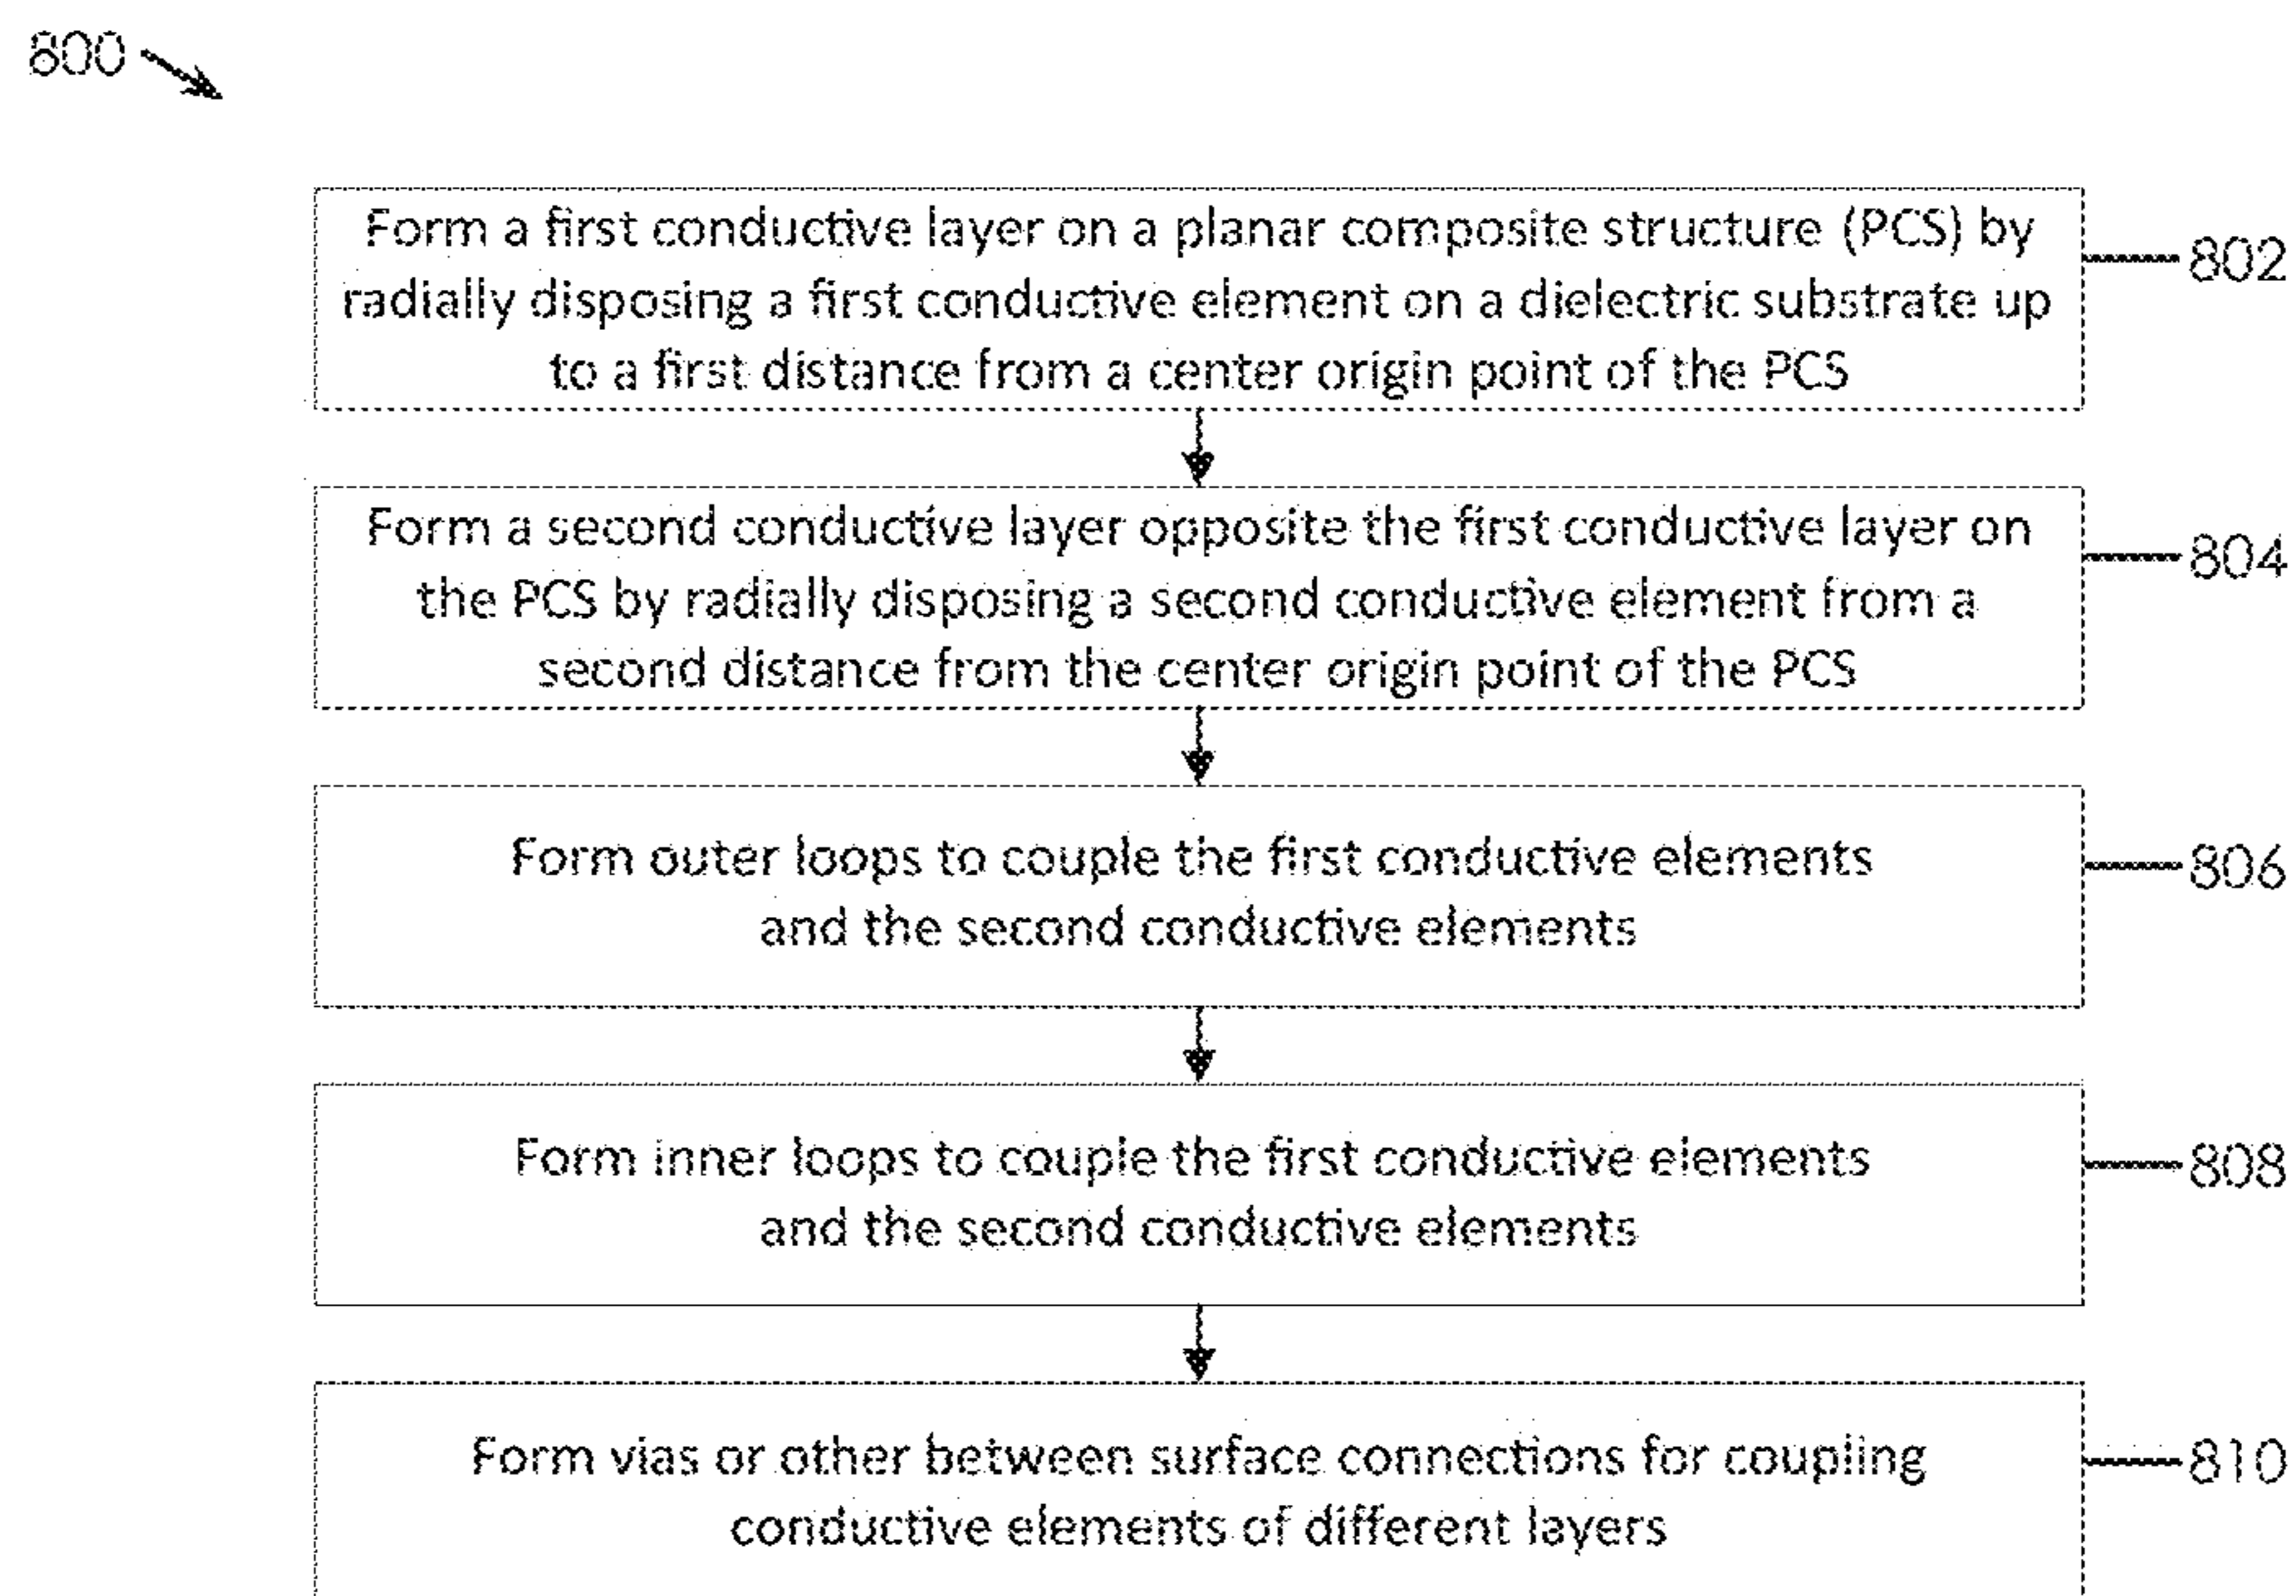 800
Form a first conductive layer on a planar composite structure (PCS) by
radially disposing a first conductive element on a dielectric substrate up
to a first distance from a center origin point of the PCS
802
Form a second conductive layer opposite the first conductive layer on
the PCS by radially disposing a second conductive element from a
second distance from the center origin point of the PCS
804
Form outer loops to couple the first conductive elements
and the second conductive elements
806
Form inner loops to couple the first conductive elements
and the second conductive elements
808
Form vias or other between surface connections for coupling
conductive elements of different layers
810